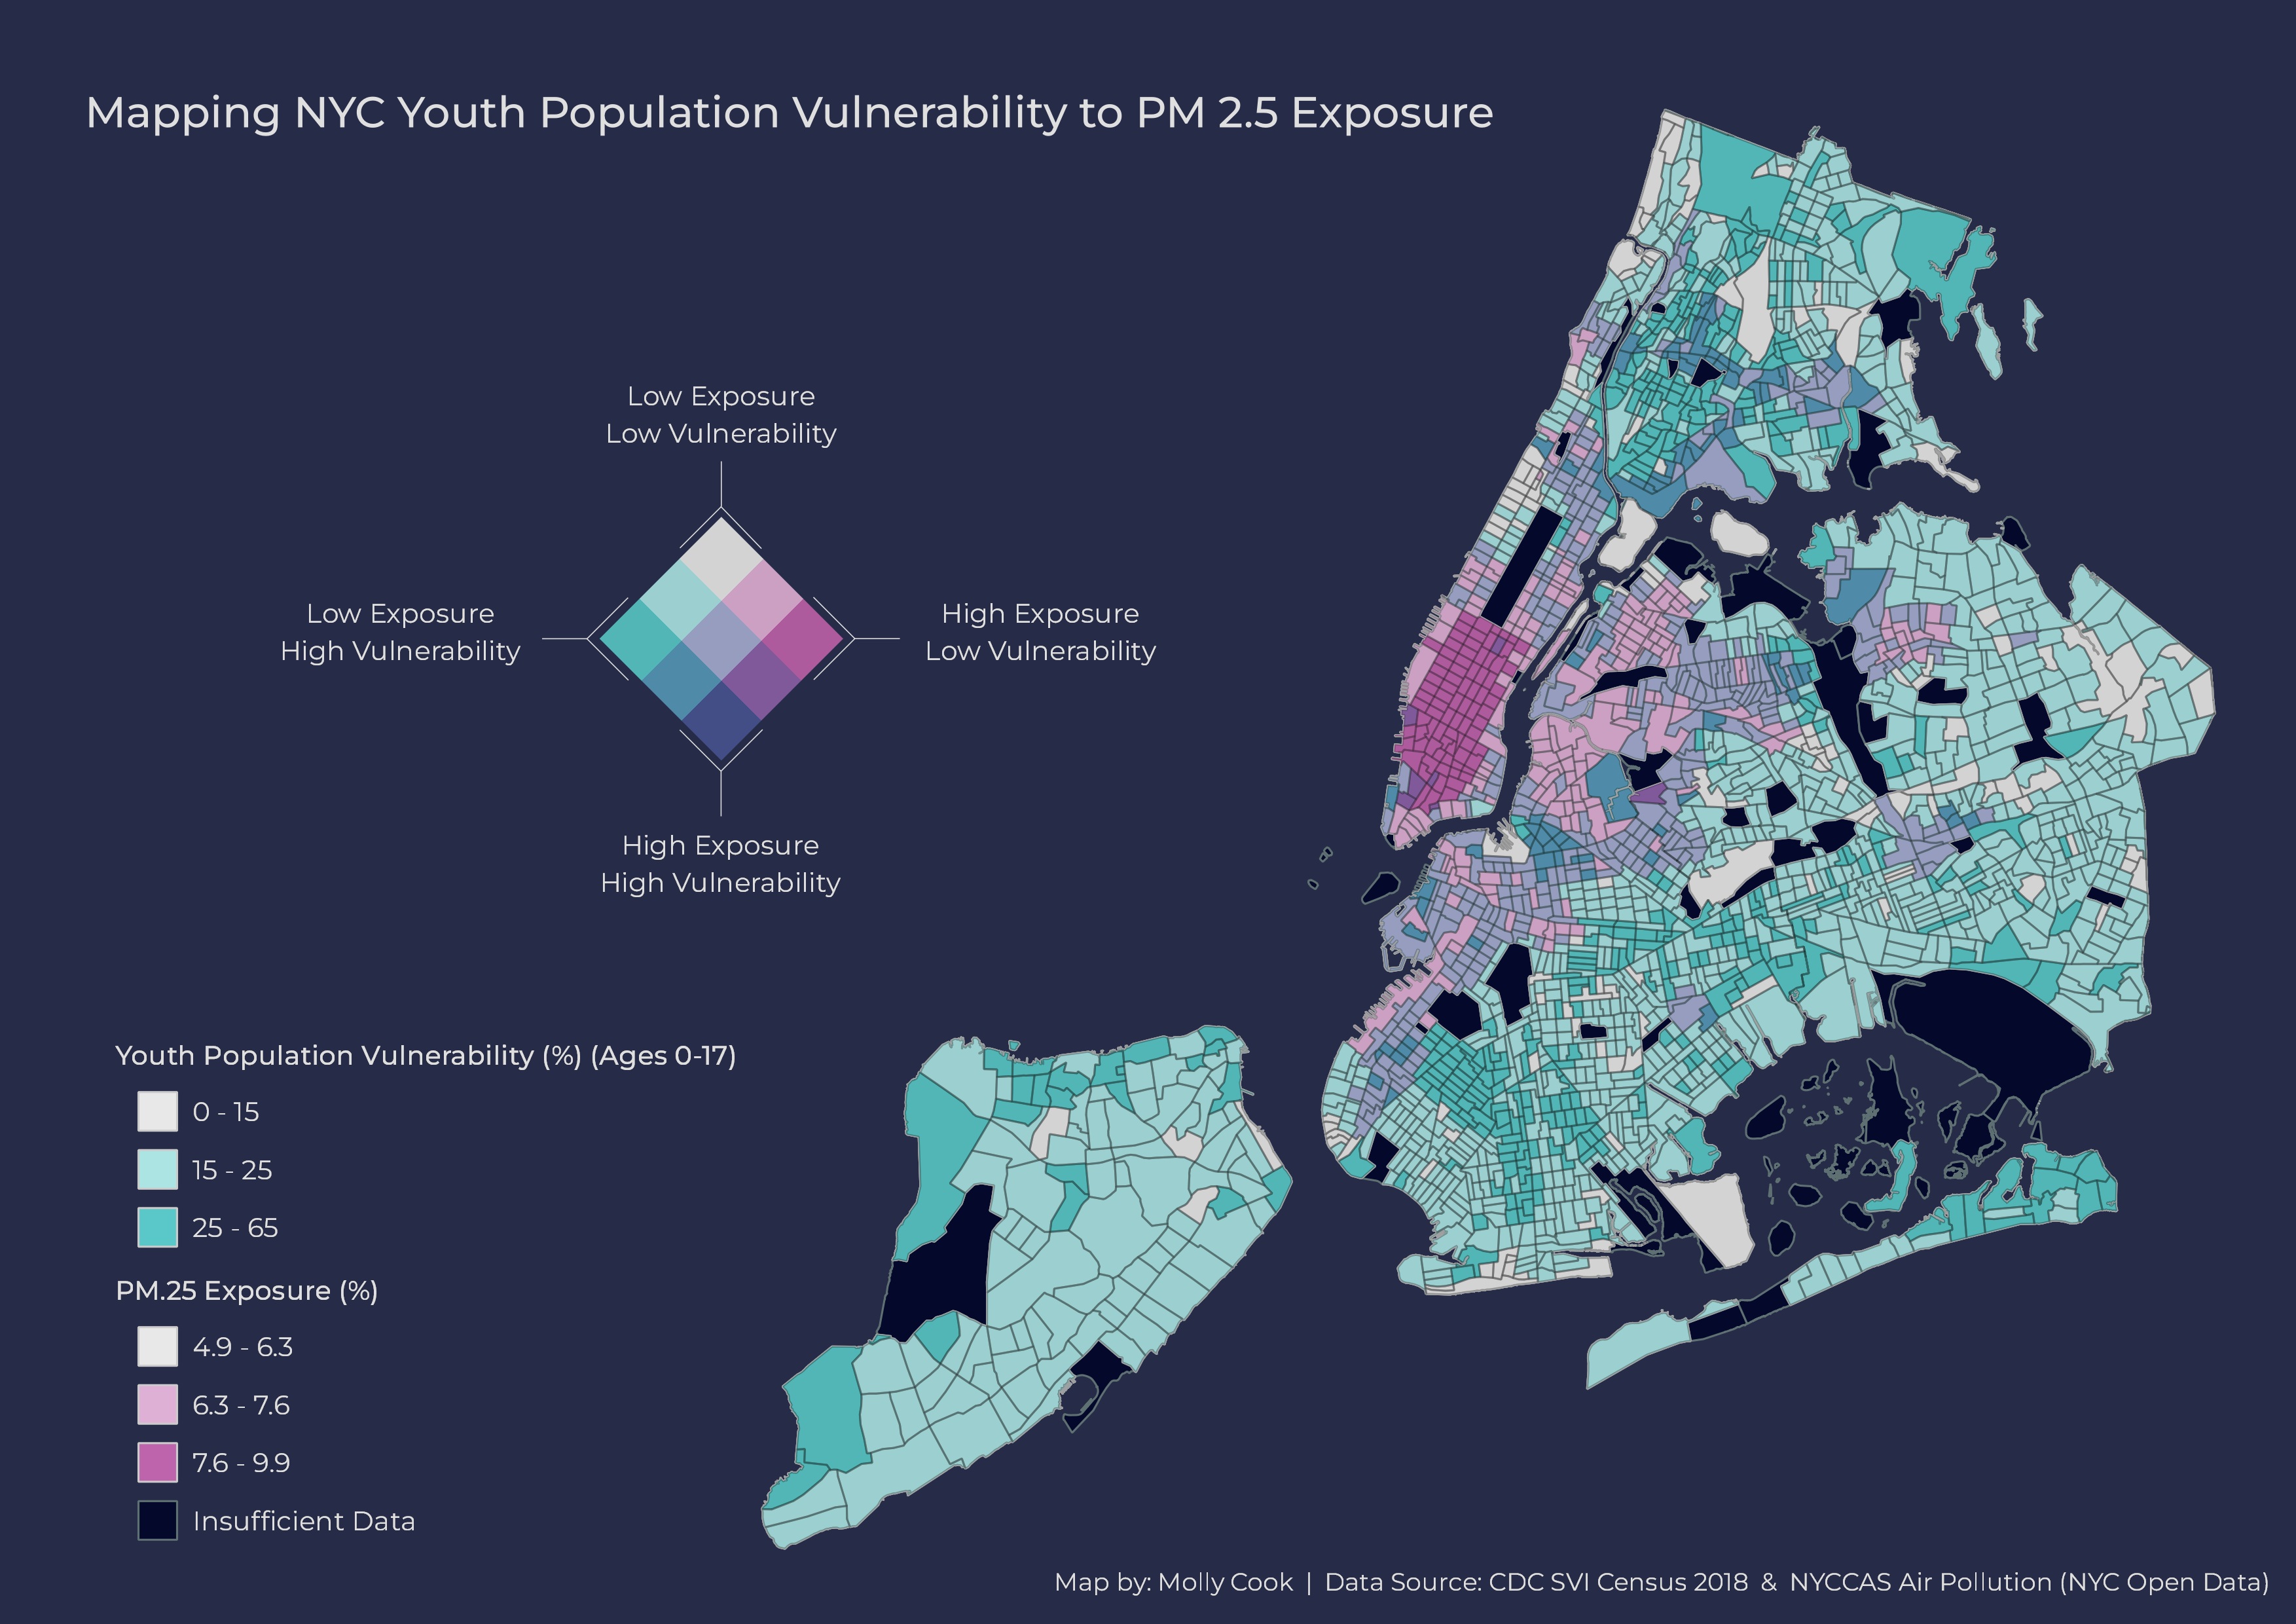 Mapping NYC Youth Population Vulnerability to PM 2.5 Exposure
Low Exposure
Low Vulnerability
Low Exposure
High Vulnerability
High Exposure
Low Vulnerability
High Exposure
High Vulnerability
Youth Population Vulnerability (%) (Ages 0-17)
0 - 15
15 - 25
25 - 65
PM.25 Exposure (%)
4.9 - 6.3
6.3 - 7.6
7.6 - 9.9
Insufficient Data
Map by: Molly Cook | Data Source: CDC SVI Census 2018 & NYCCAS Air Pollution (NYC Open Data)